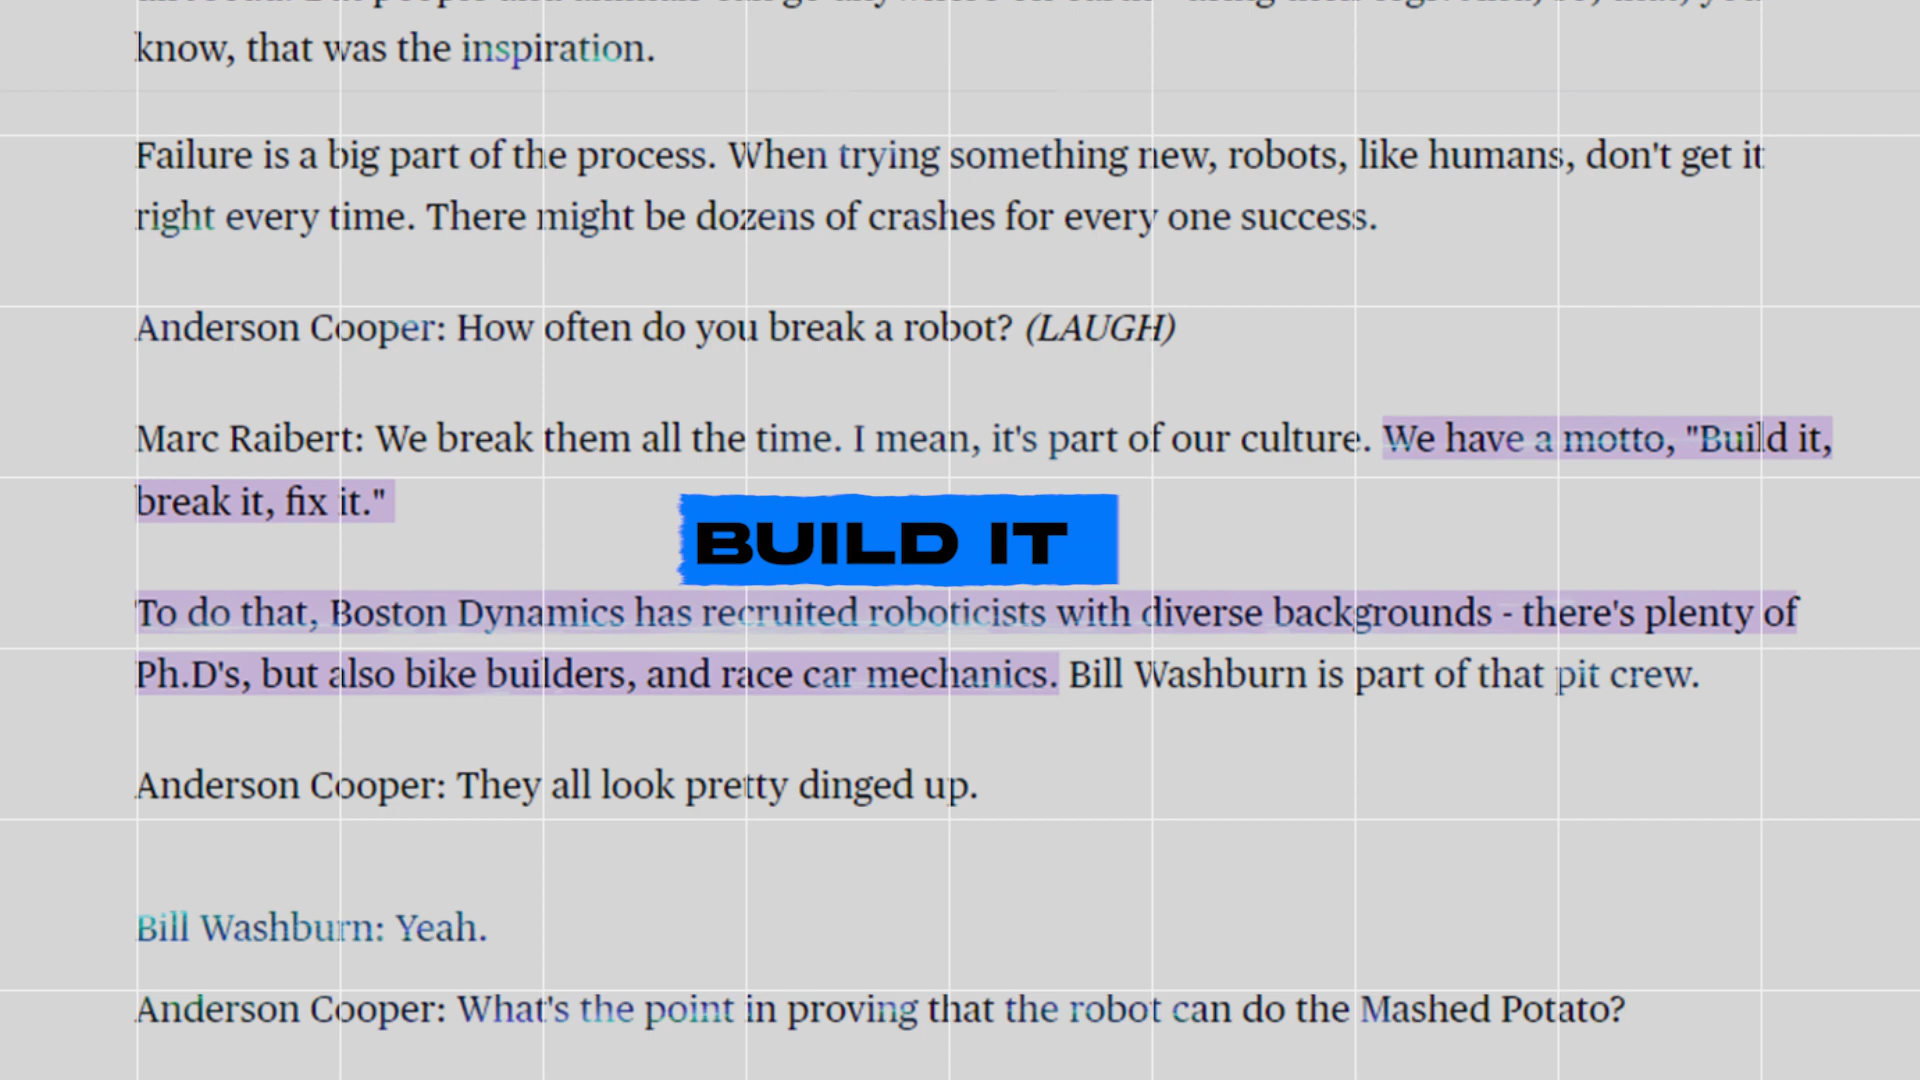 know, that was the inspiration.
Failure is a big part of the process. When trying something new, robots, like humans, don't get it
right every time. There might be dozens of crashes for every one success.
Anderson Cooper: How often do you break a robot? (LAUGH)
Marc Raibert: We break them all the time. I mean, it's part of our culture. We have a motto, "Build it,
break it, fix it."
BUILD IT
To do that, Boston Dynamics has recruited roboticists with diverse backgrounds - there's plenty of
Ph.D's, but also bike builders, and race car mechanics. Bill Washburn is part of that pit crew.
Anderson Cooper: They all look pretty dinged up.
Bill Washburn: Yeah.
Anderson Cooper: What's the point in proving that the robot can do the Mashed Potato?